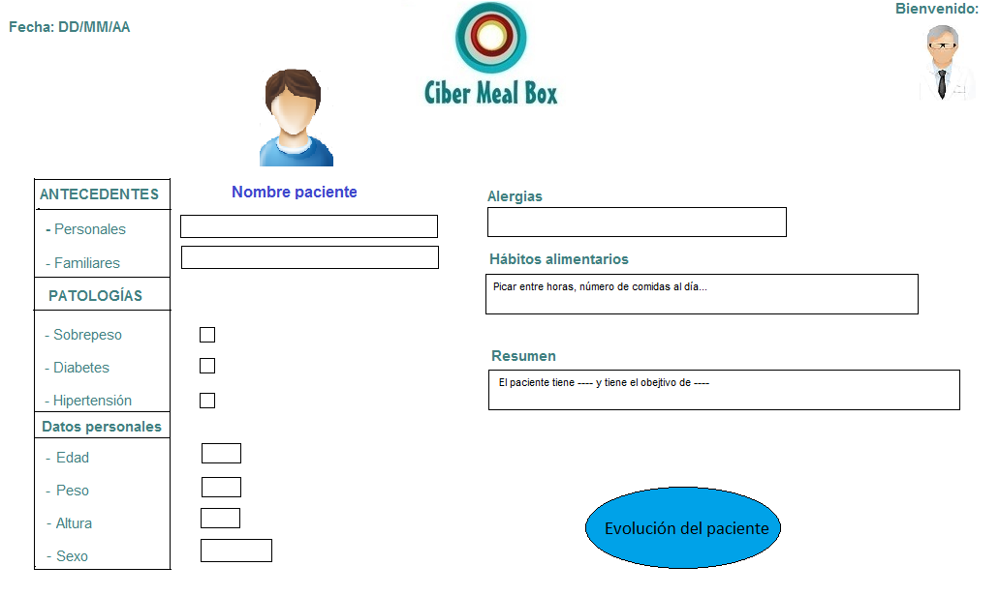 Fecha: DD/MM/AA
Ciber Meal Box
Bienvenido:
Nombre paciente
ANTECEDENTES
- Personales
- Familiares
PATOLOGÍAS
- Sobrepeso
- Diabetes
- Hipertensión
Datos personales
- Edad
- Peso
- Altura
- Sexo
Alergias
Hábitos alimentarios
Picar entre horas, número de comidas al día...
Resumen
El paciente tiene ---- y tiene el obejtivo de ----
Evolución del paciente